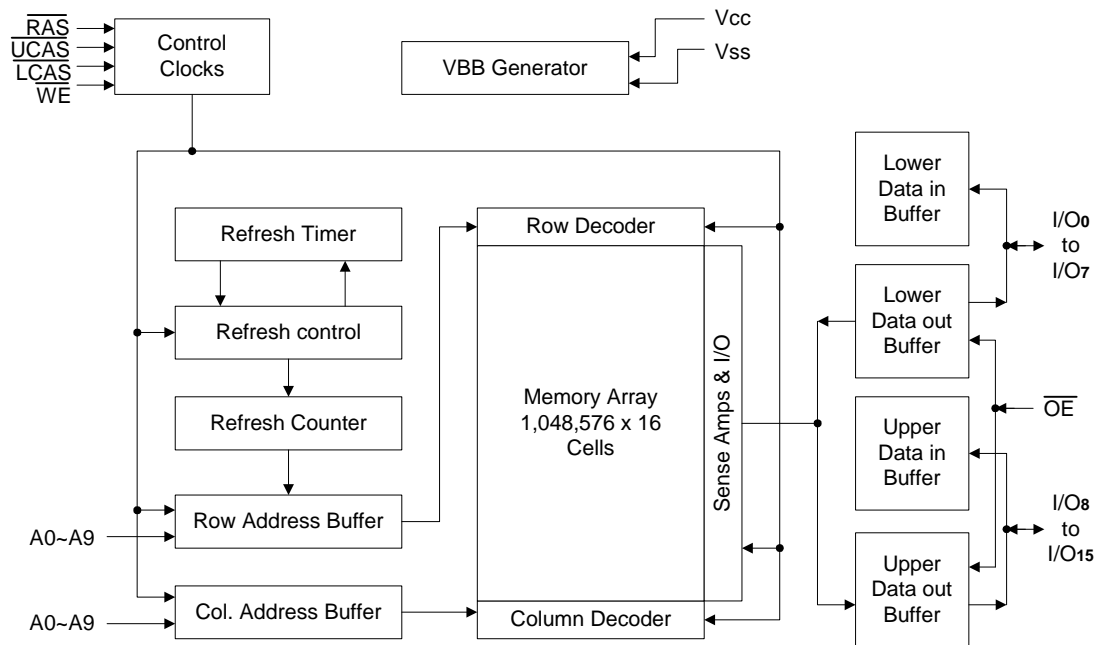 RAS
UCAS
LCAS
WE
Control
Clocks
VBB Generator
Vcc
Vss
Refresh Timer
Refresh control
Refresh Counter
Row Address Buffer
Col. Address Buffer
A0~A9
A0~A9
Row Decoder
Memory Array
1,048,576 x 16
Cells
Column Decoder
Sense Amps & I/O
Lower
Data in
Buffer
Lower
Data out
Buffer
Upper
Data in
Buffer
Upper
Data out
Buffer
I/O0
to
I/O7
OE
I/O8
to
I/O15